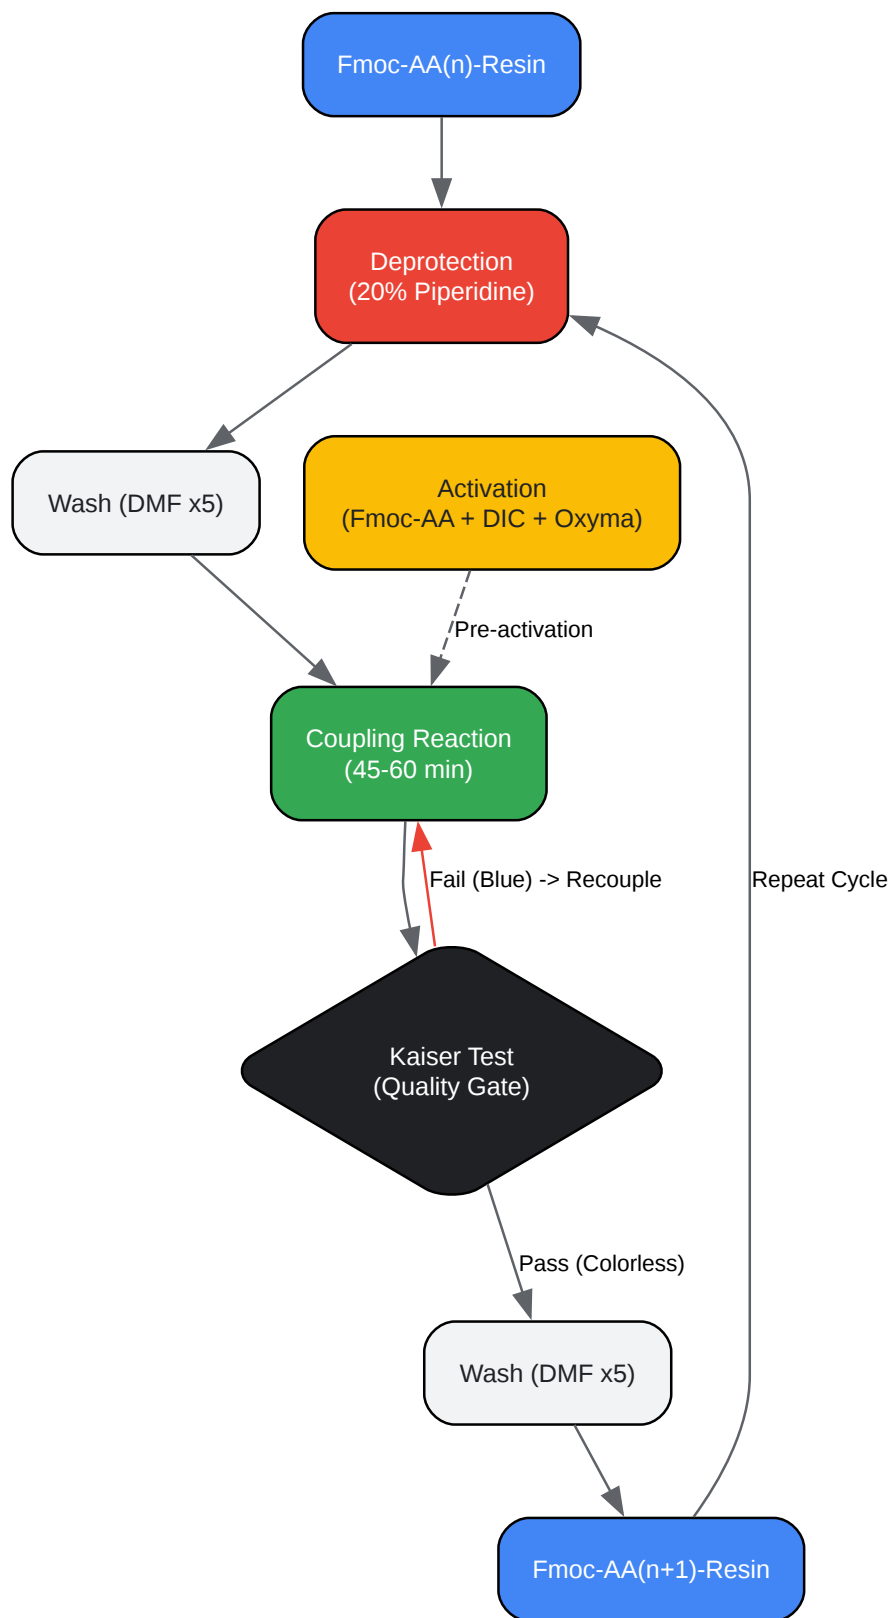 Fmoc-AA(n)-Resin
Deprotection
(20% Piperidine)
Wash (DMF x5)
Activation
(Fmoc-AA + DIC + Oxyma)
Pre-activation
Coupling Reaction
(45-60 min)
Fail (Blue) -> Recouple
Repeat Cycle
Kaiser Test
(Quality Gate)
Pass (Colorless)
Wash (DMF x5)
Fmoc-AA(n+1)-Resin